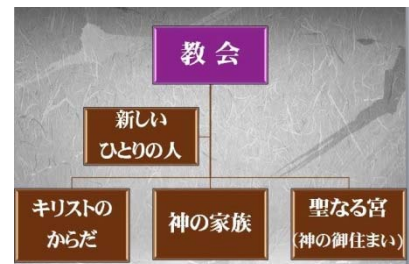 教会
新しい
ひとりの人
キリストの
からだ
神の家族
聖なる宮
(神の御住まい)